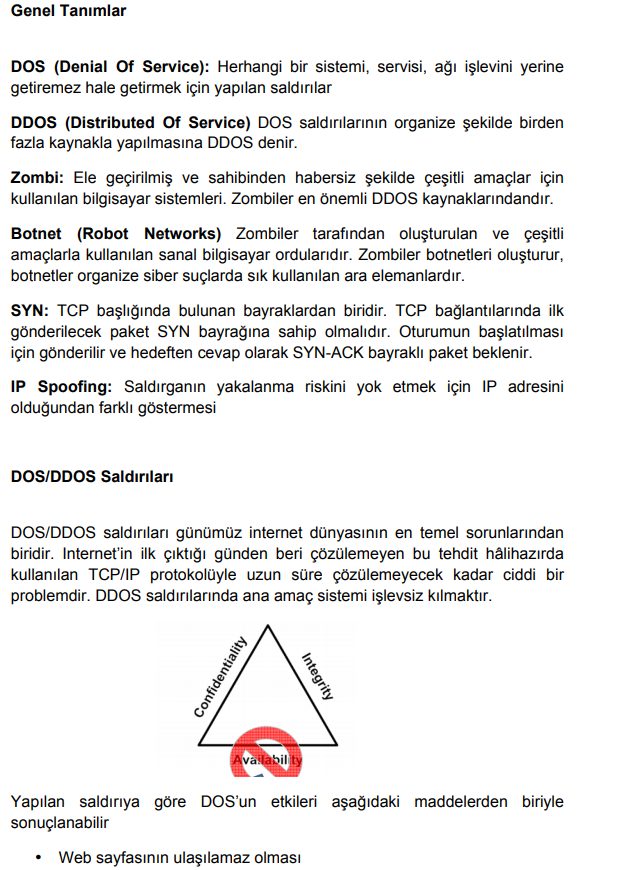 Genel Tanımlar
DOS (Denial Of Service): Herhangi bir sistemi, servisi, ağı işlevini yerine
getiremez hale getirmek için yapılan saldırılar
DDOS (Distributed Of Service) DOS saldırılarının organize şekilde birden
fazla kaynakla yapılmasına DDOS denir.
Zombi: Ele geçirilmiş ve sahibinden habersiz şekilde çeşitli amaçlar için
kullanılan bilgisayar sistemleri. Zombiler en önemli DDOS kaynaklarındandır.
Botnet (Robot Networks) Zombiler tarafından oluşturulan ve çeşitli
amaçlarla kullanılan sanal bilgisayar ordularıdır. Zombiler botnetleri oluşturur,
botnetler organize siber suçlarda sık kullanılan ara elemanlardır.
SYN: TCP başlığında bulunan bayraklardan biridir. TCP bağlantılarında ilk
gönderilecek paket SYN bayrağına sahip olmalıdır. Oturumun başlatılması
için gönderilir ve hedeften cevap olarak SYN-ACK bayraklı paket beklenir.
IP Spoofing: Saldırganın yakalanma riskini yok etmek için IP adresini
olduğundan farklı göstermesi
DOS/DDOS Saldırıları
DOS/DDOS saldırıları günümüz internet dünyasının en temel sorunlarından
biridir. Internet'in ilk çıktığı günden beri çözülemeyen bu tehdit hâlihazırda
kullanılan TCP/IP protokolüyle uzun süre çözülemeyecek kadar ciddi bir
problemdir. DDOS saldırılarında ana amaç sistemi işlevsiz kılmaktır.
Confidentiality
Integrity
Availability
Yapılan saldırıya göre DOS'un etkileri aşağıdaki maddelerden biriyle
sonuçlanabilir
• Web sayfasının ulaşılamaz olması